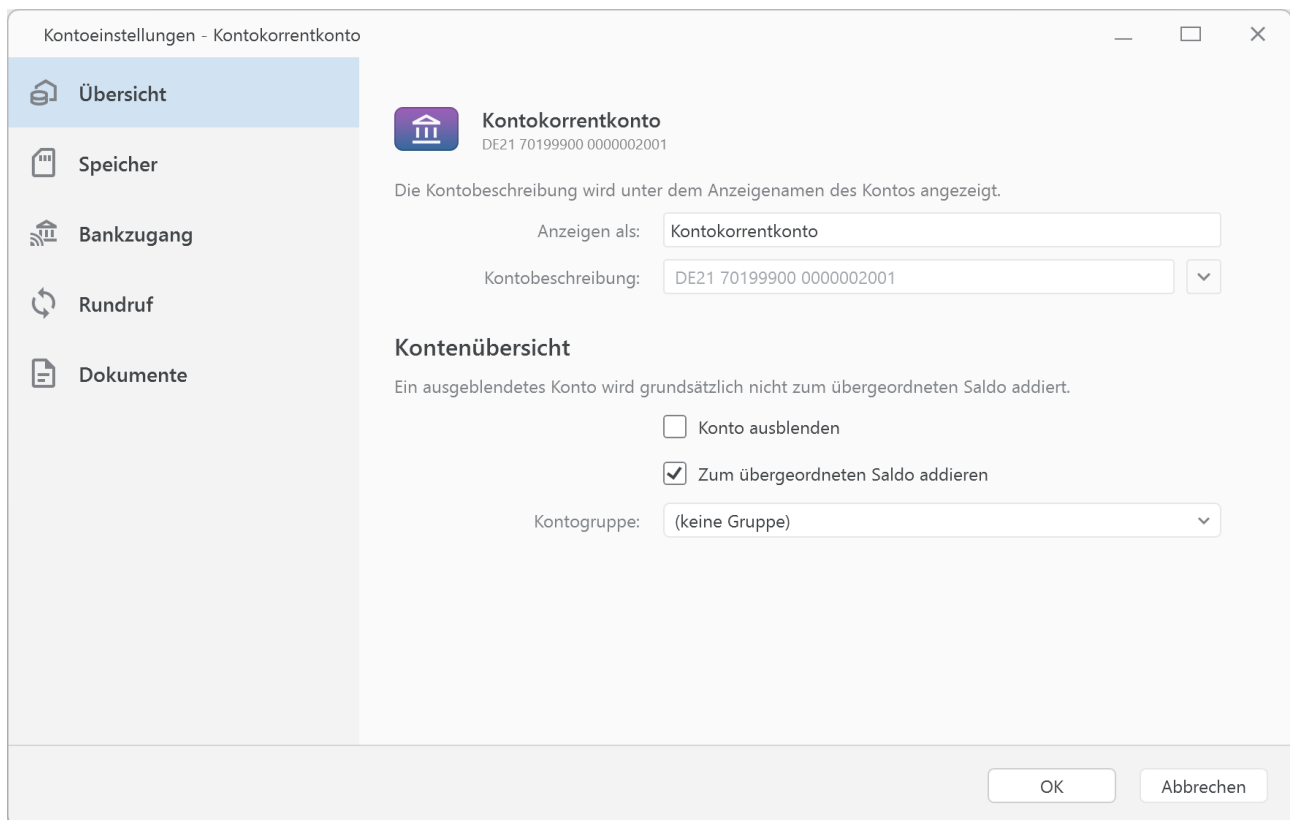 Kontoeinstellungen - Kontokorrentkonto
Übersicht
Speicher
Bankzugang
Rundruf
Dokumente
Kontokorrentkonto
DE21 70199900 0000002001
Die Kontobeschreibung wird unter dem Anzeigenamen des Kontos angezeigt.
Anzeigen als: Kontokorrentkonto
Kontobeschreibung: DE21 70199900 0000002001
Kontenübersicht
Ein ausgeblendetes Konto wird grundsätzlich nicht zum übergeordneten Saldo addiert.
Konto ausblenden
Zum übergeordneten Saldo addieren
Kontogruppe: (keine Gruppe)
OK Abbrechen